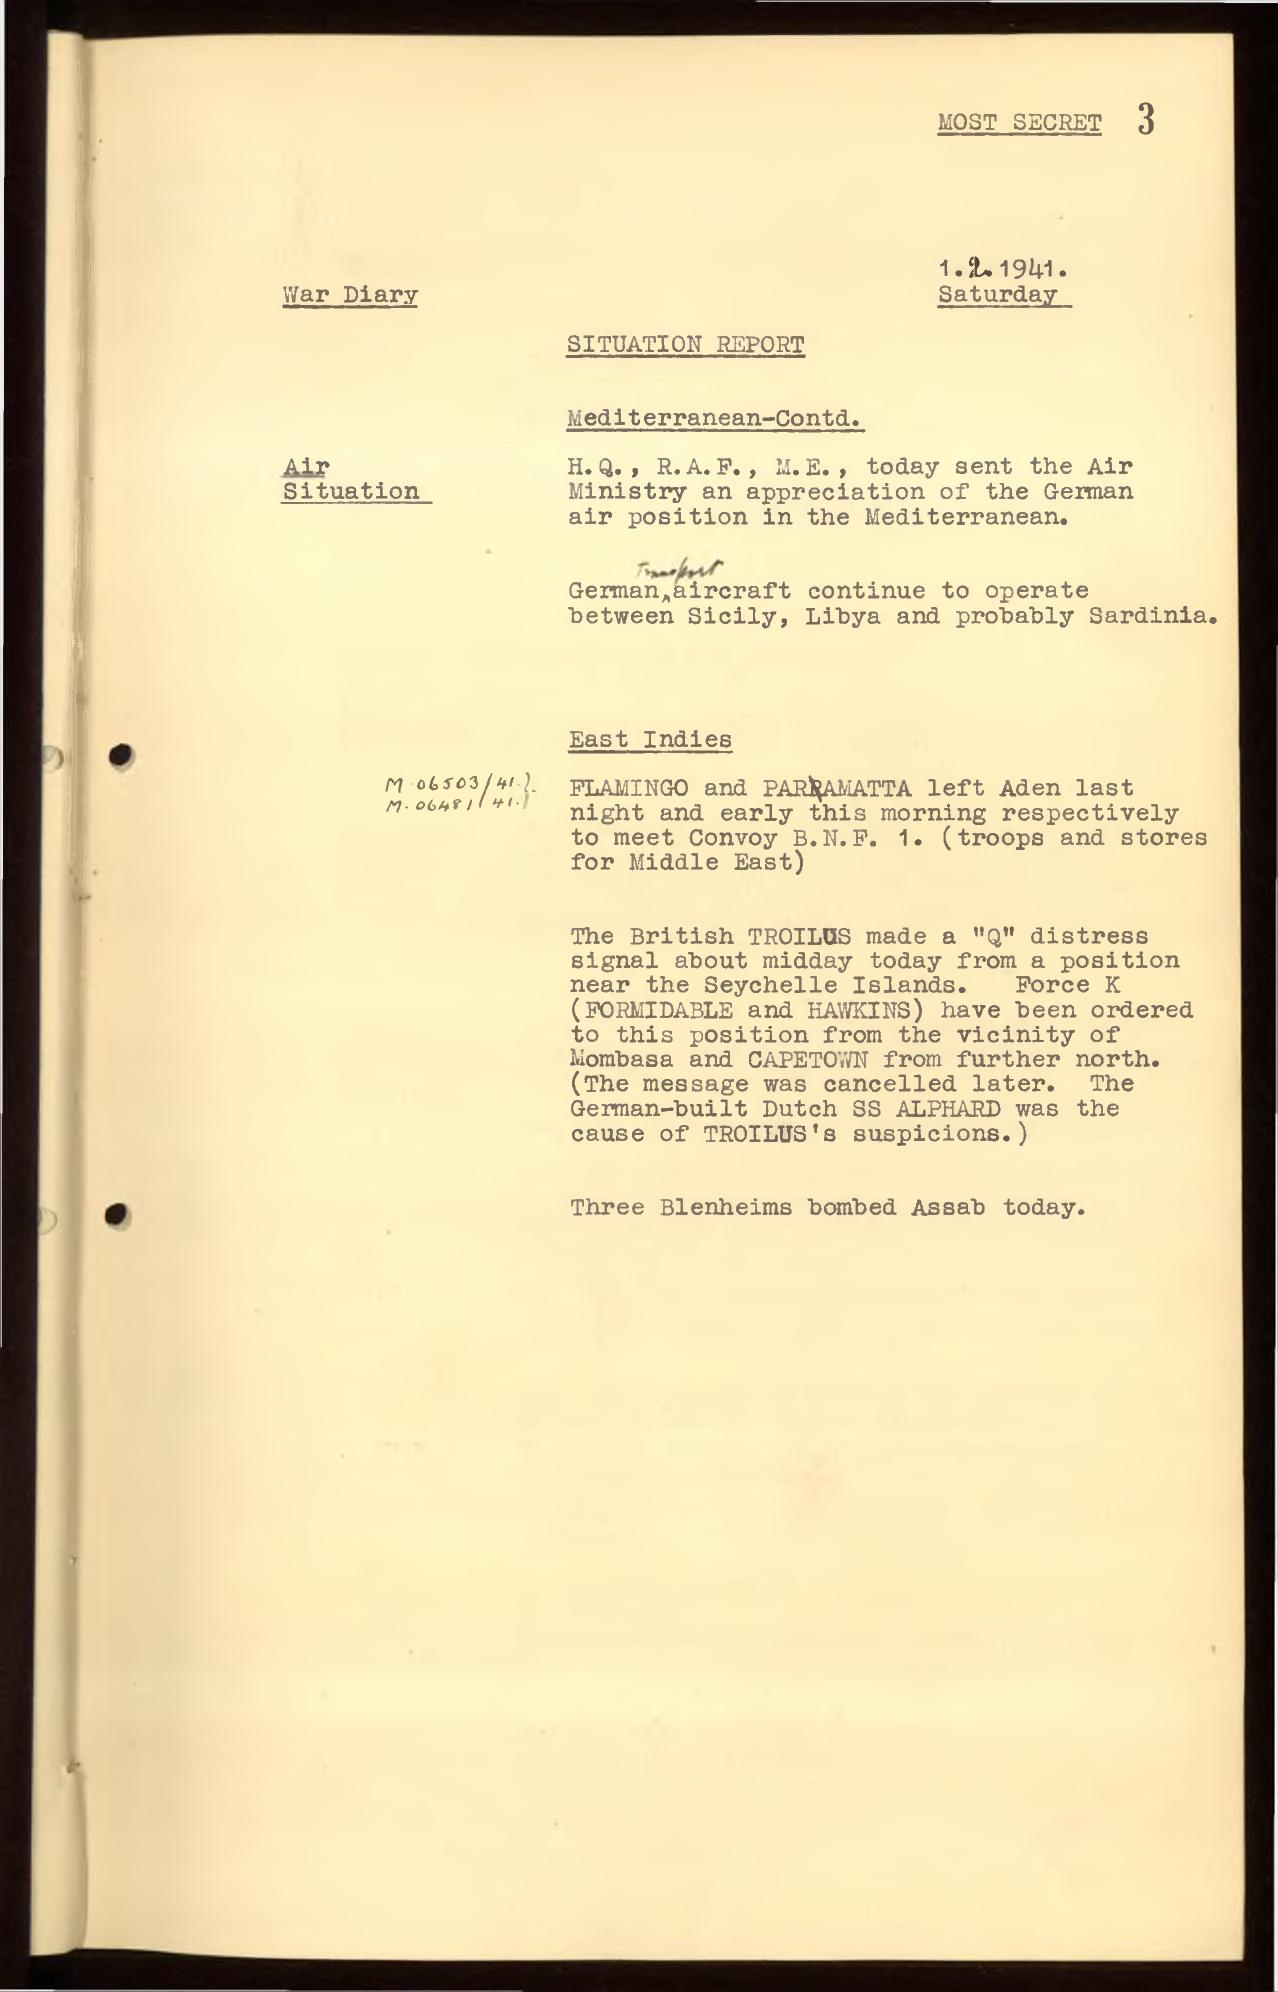 MOST SECRET 3
1.2.1941.
War Diary Saturday
SITUATION REPORT
Mediterranean-Contd.
Air H.Q., R.A.F., M.E., today sent the Air
Situation Ministry an appreciation of the German
air position in the Mediterranean.
Transport
German ‸aircraft continue to operate
between Sicily, Libya and probably Sardinia.
East Indies
M.06503/41.}. FLAMINGO and PARRAMATTA left Aden last
M.06481/41.} night and early this morning respectively
to meet Convoy B.N.F. 1. (troops and stores
for Middle East)
The British TROILUS made a "Q" distress
signal about midday today from a position
near the Seychelle Islands. Force K
(FORMIDABLE and HAWKINS) have been ordered
to this position from the vicinity of
Mombasa and CAPETOWN from further north.
(The message was cancelled later. The
German-built Dutch SS ALPHARD was the
cause of TROILUS's suspicions.)
Three Blenheims bombed Assab today.